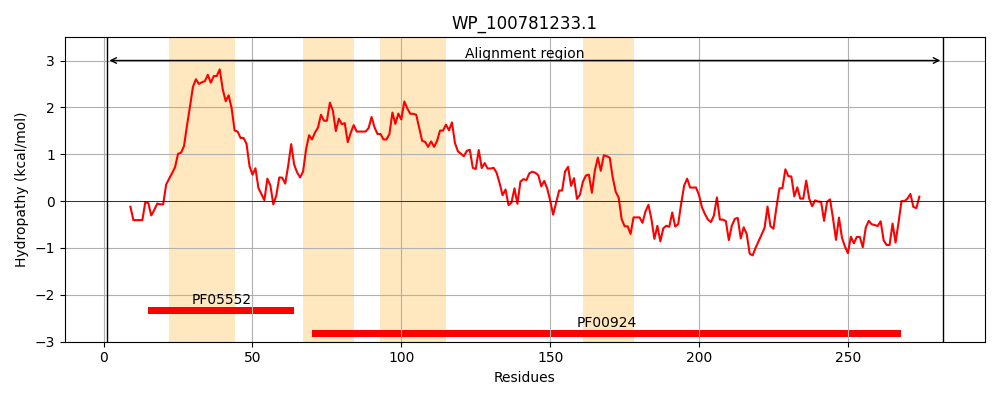 WP_100781233.1
Alignment region
Hydropathy (kcal/mol)
3
2
1
0
−1
−2
−3
PF05552
PF00924
0 50 100 150 200 250
Residues